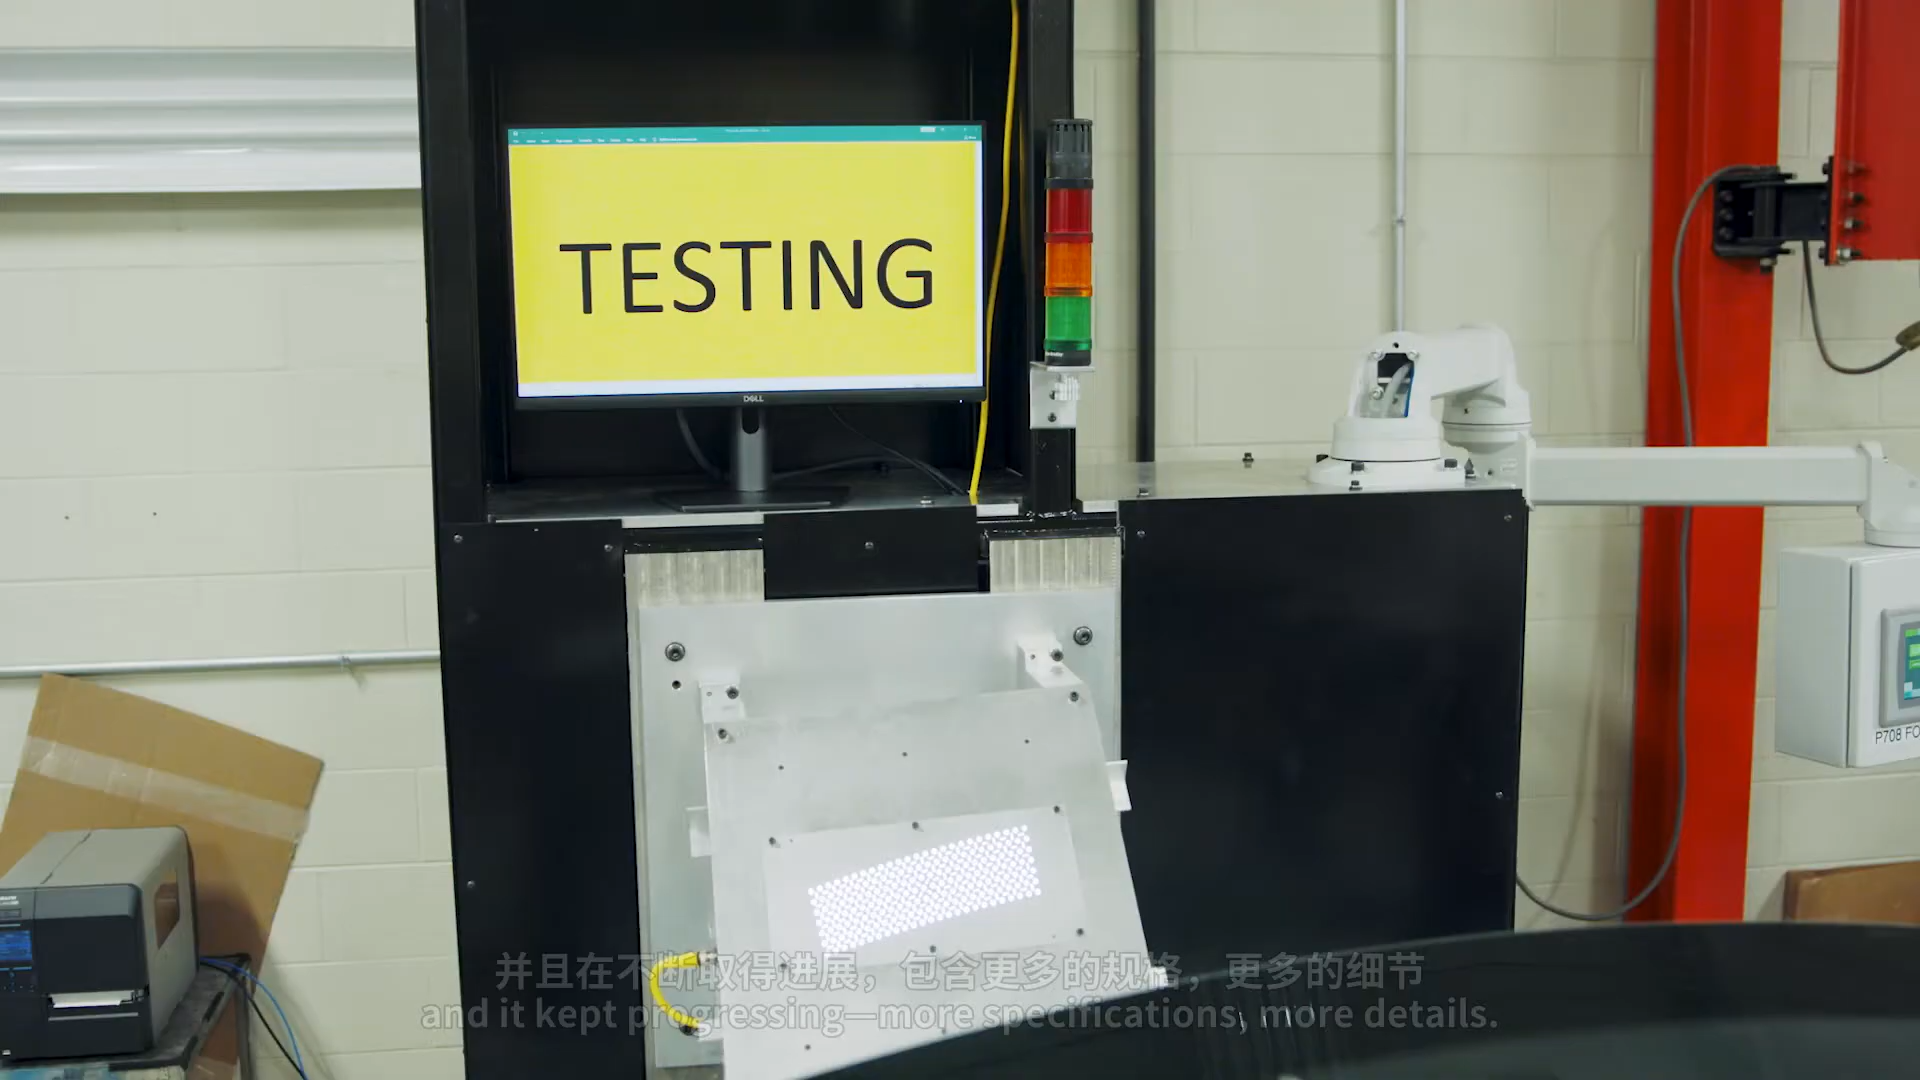 TESTING
DELL
P708 FO
并且在不断取得进展，包含更多的规格，更多的细节
and it kept progressing—more specifications, more details.